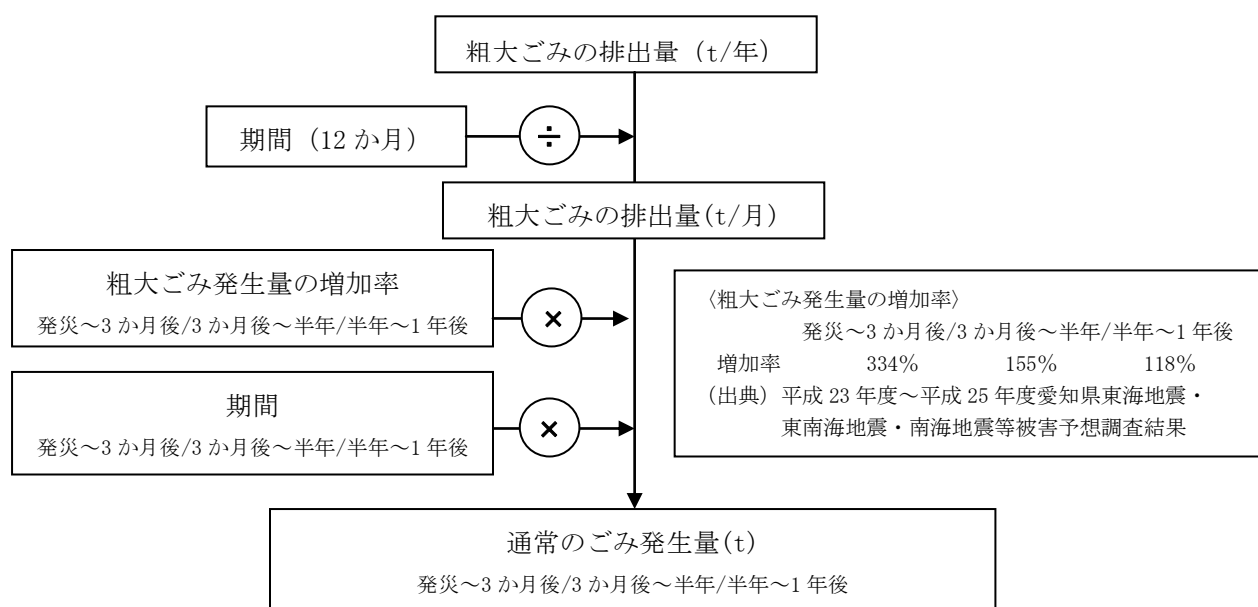 粗大ごみの排出量 (t/年)
期間 (12 か月)
÷
粗大ごみの排出量(t/月)
粗大ごみ発生量の増加率
発災～3 か月後/3 か月後～半年/半年～1 年後
×
期間
発災～3 か月後/3 か月後～半年/半年～1 年後
×
〈粗大ごみ発生量の増加率〉
発災～3 か月後/3 か月後～半年/半年～1 年後
増加率 334% 155% 118%
(出典) 平成 23 年度～平成 25 年度愛知県東海地震・
東南海地震・南海地震等被害予想調査結果
通常のごみ発生量(t)
発災～3 か月後/3 か月後～半年/半年～1 年後